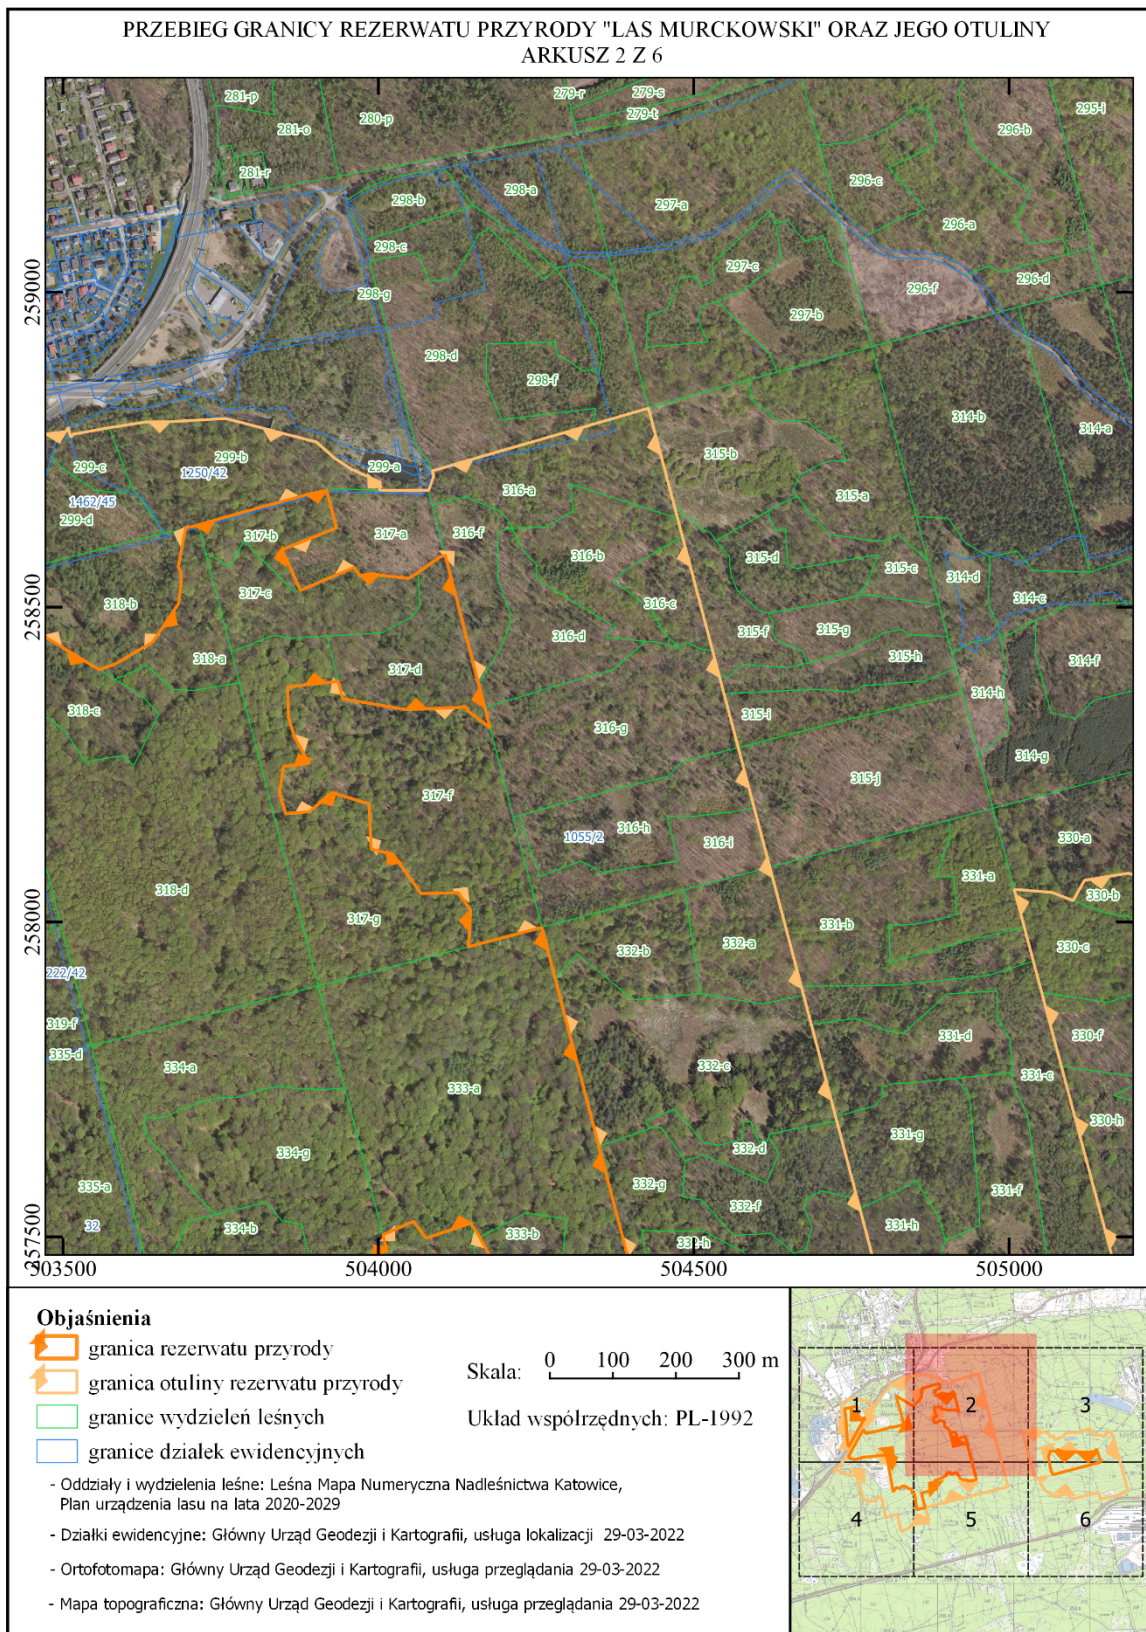 PRZEBIEG GRANICY REZERWATU PRZYRODY "LAS MURCKOWSKI" ORAZ JEGO OTULINY
ARKUSZ 2 Z 6
281-p
280-p
279-r
279-s
279-t
295-i
296-b
281-o
281-r
298-b
298-a
297-a
296-c
296-a
298-c
298-g
297-c
296-d
296-f
297-b
259000
298-d
298-f
314-b
314-a
299-c
299-b
1250/42
299-a
315-b
1462/45
299-d
316-a
315-a
317-b
317-a
316-f
316-b
315-d
315-c
314-d
317-c
318-b
316-c
314-c
258500
316-d
315-f
315-g
318-a
317-d
315-h
314-f
318-c
314-h
316-g
315-i
314-g
315-j
317-f
1055/2
316-h
316-i
330-a
331-a
318-d
317-g
331-b
330-b
258000
332-b
332-a
330-c
222/42
319-f
335-d
334-a
331-d
330-f
332-c
331-c
333-a
330-h
334-g
332-d
331-g
335-a
332-g
332-f
331-f
32
334-b
333-b
331-h
332-h
257500
503500
504000
504500
505000
Objaśnienia
granica rezerwatu przyrody
granica otuliny rezerwatu przyrody
granice wydzieleń leśnych
granice działek ewidencyjnych
Skala: 0 100 200 300 m
Układ współrzędnych: PL-1992
- Oddziały i wydzielenia leśne: Leśna Mapa Numeryczna Nadleśnictwa Katowice,
Plan urządzenia lasu na lata 2020-2029
- Działki ewidencyjne: Główny Urząd Geodezji i Kartografii, usługa lokalizacji 29-03-2022
- Ortofotomapa: Główny Urząd Geodezji i Kartografii, usługa przeglądania 29-03-2022
- Mapa topograficzna: Główny Urząd Geodezji i Kartografii, usługa przeglądania 29-03-2022
1
2
3
4
5
6